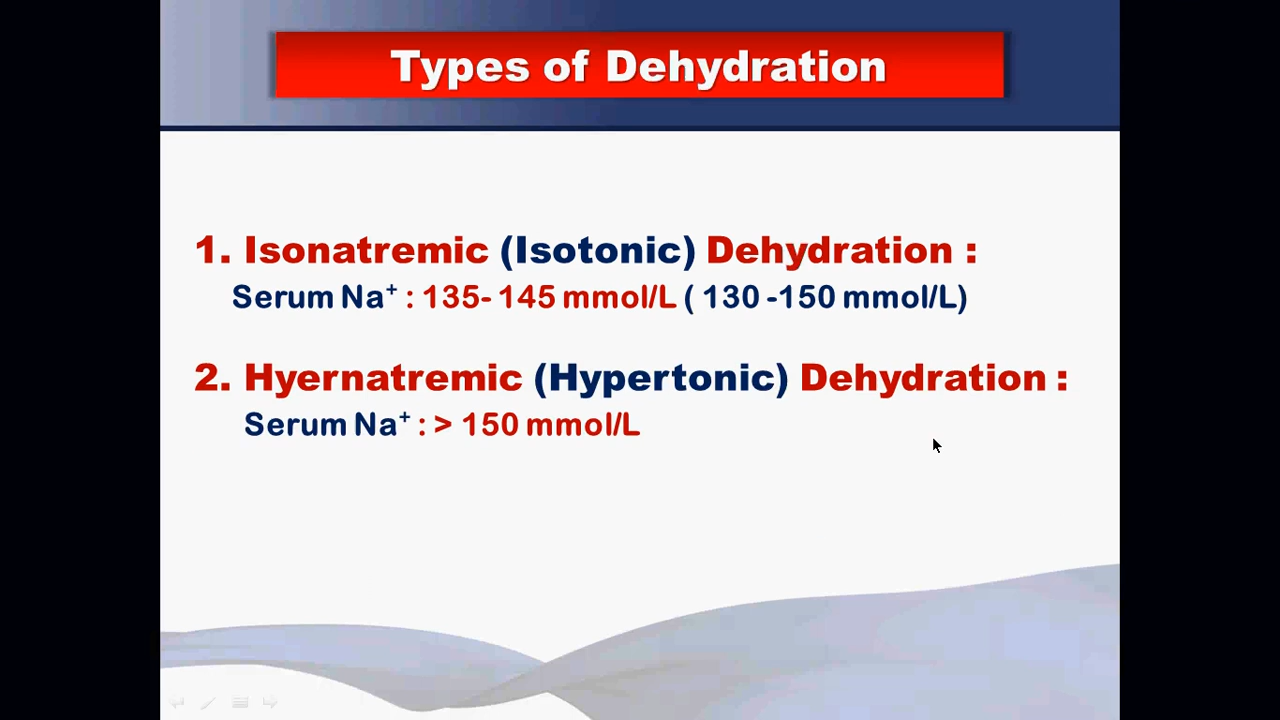 Types of Dehydration
1. Isonatremic (Isotonic) Dehydration :
Serum Na⁺ : 135- 145 mmol/L ( 130 -150 mmol/L)
2. Hyernatremic (Hypertonic) Dehydration :
Serum Na⁺ : > 150 mmol/L